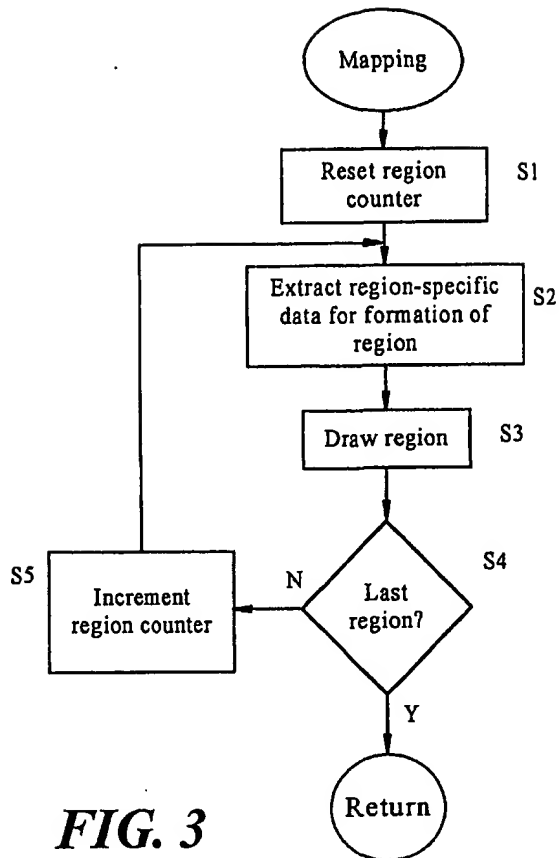 Mapping
Reset region
counter
S1
Extract region-specific
data for formation of
region
S2
Draw region
S3
Last
region?
S4
N
Increment
region counter
S5
Y
Return
FIG. 3